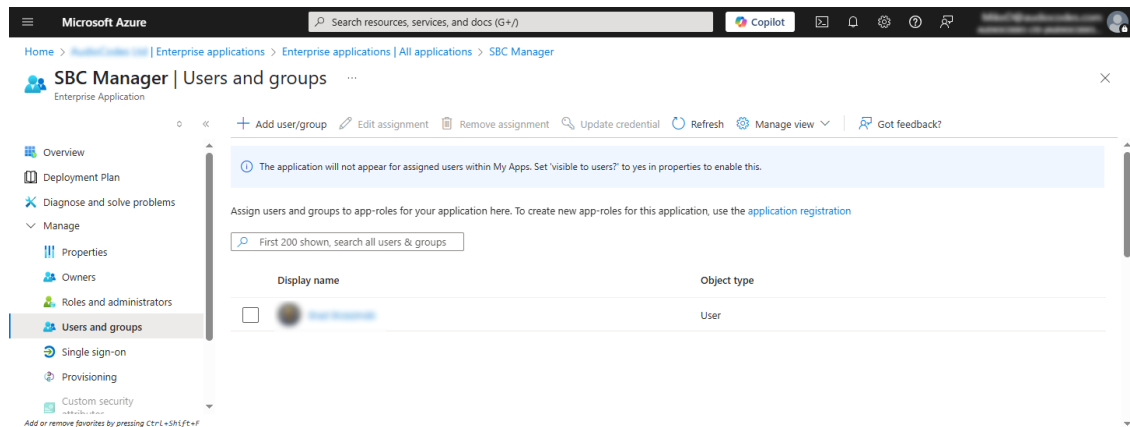 Microsoft Azure
Search resources, services, and docs (G+/)
Copilot
Home > | Enterprise applications > Enterprise applications | All applications > SBC Manager
SBC Manager | Users and groups ...
Enterprise Application
Add user/group Edit assignment Remove assignment Update credential Refresh Manage view Got feedback?
Overview
Deployment Plan
Diagnose and solve problems
Manage
Properties
Owners
Roles and administrators
Users and groups
Single sign-on
Provisioning
Custom security
Add or remove favorites by pressing Ctrl+Shift+F
The application will not appear for assigned users within My Apps. Set 'visible to users?' to yes in properties to enable this.
Assign users and groups to app-roles for your application here. To create new app-roles for this application, use the application registration
First 200 shown, search all users & groups
Display name Object type
User